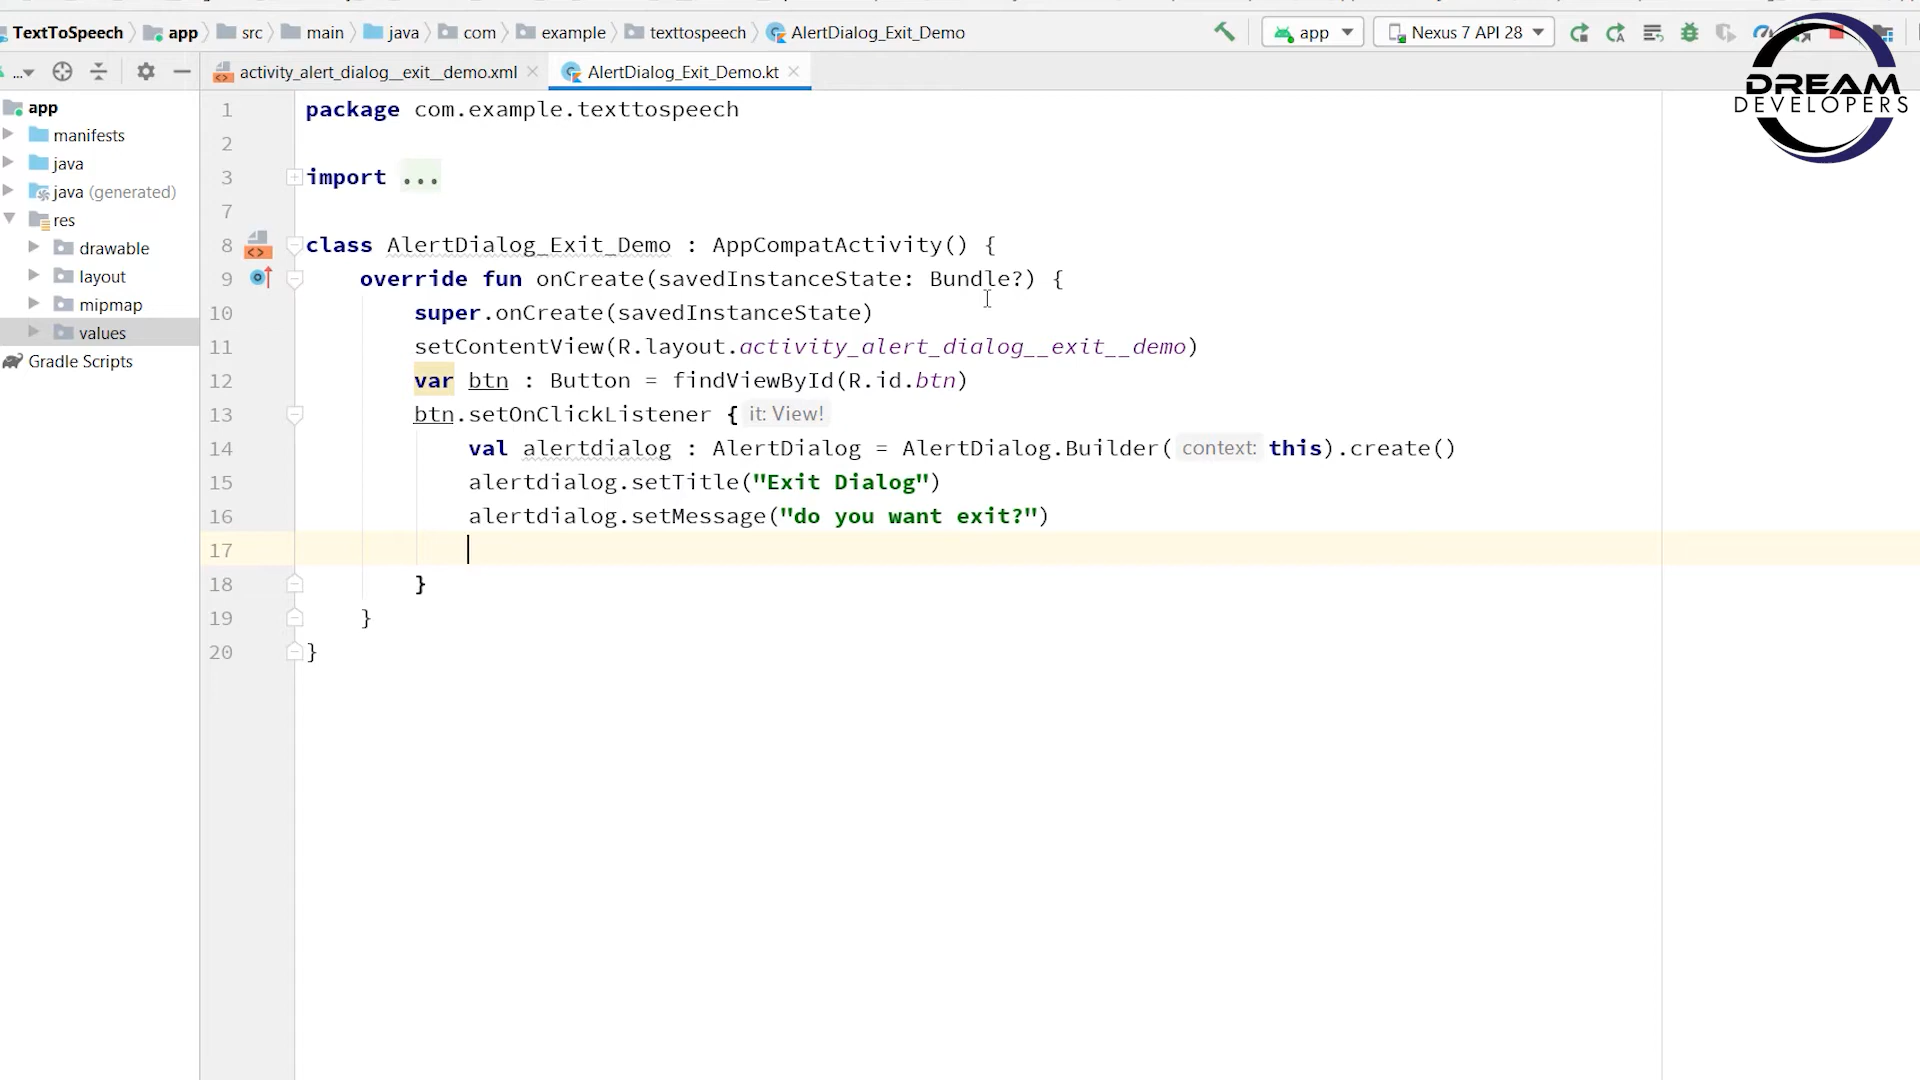 TextToSpeech app src main java com example texttospeech AlertDialog_Exit_Demo app Nexus 7 API 28
... activity_alert_dialog__exit__demo.xml AlertDialog_Exit_Demo.kt
DREAM
DEVELOPERS
app
manifests
java
java (generated)
res
drawable
layout
mipmap
values
Gradle Scripts
1 package com.example.texttospeech
2
3 import ...
7
8 class AlertDialog_Exit_Demo : AppCompatActivity() {
9 override fun onCreate(savedInstanceState: Bundle?) {
10 super.onCreate(savedInstanceState)
11 setContentView(R.layout.activity_alert_dialog__exit__demo)
12 var btn : Button = findViewById(R.id.btn)
13 btn.setOnClickListener { it: View!
14 val alertdialog : AlertDialog = AlertDialog.Builder( context: this).create()
15 alertdialog.setTitle("Exit Dialog")
16 alertdialog.setMessage("do you want exit?")
17
18 }
19 }
20 }